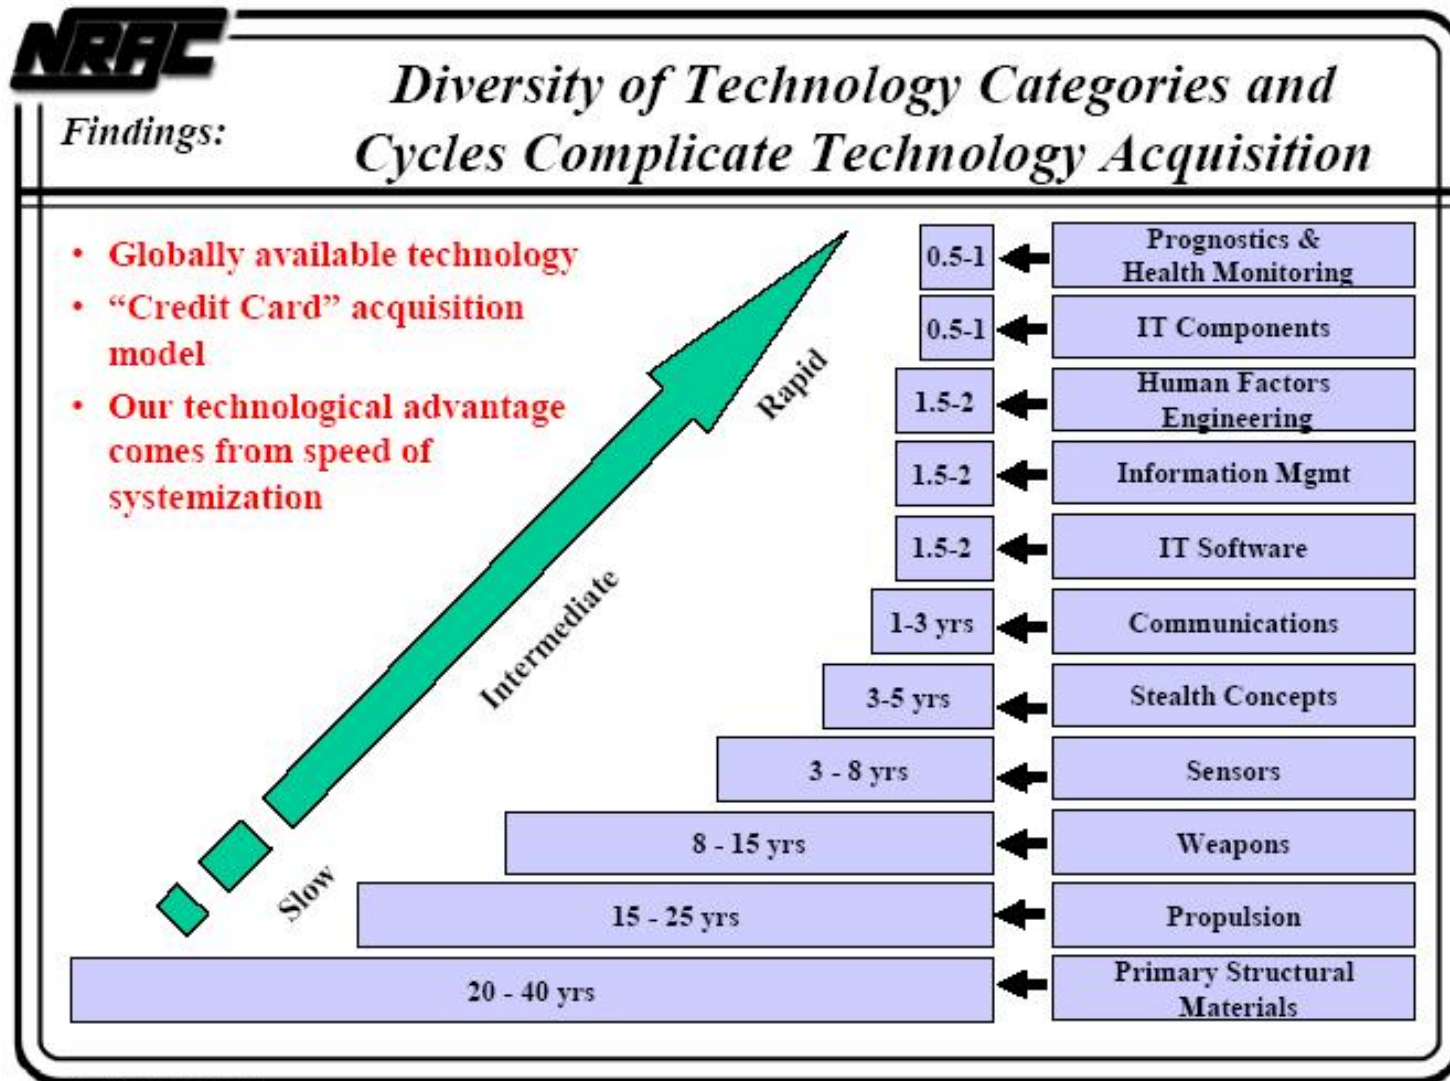 NRAC
Findings:
Diversity of Technology Categories and
Cycles Complicate Technology Acquisition
• Globally available technology
• “Credit Card” acquisition
model
• Our technological advantage
comes from speed of
systemization
Slow
Intermediate
Rapid
0.5-1
Prognostics &
Health Monitoring
0.5-1
IT Components
1.5-2
Human Factors
Engineering
1.5-2
Information Mgmt
1.5-2
IT Software
1-3 yrs
Communications
3-5 yrs
Stealth Concepts
3 - 8 yrs
Sensors
8 - 15 yrs
Weapons
15 - 25 yrs
Propulsion
20 - 40 yrs
Primary Structural
Materials